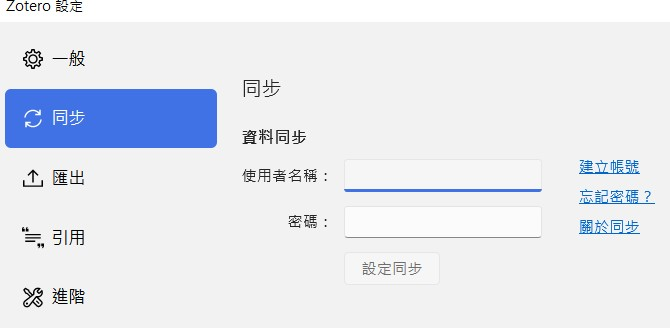 Zotero 設定
一般
同步
匯出
引用
進階
同步
資料同步
使用者名稱：
密碼：
設定同步
建立帳號
忘記密碼？
關於同步